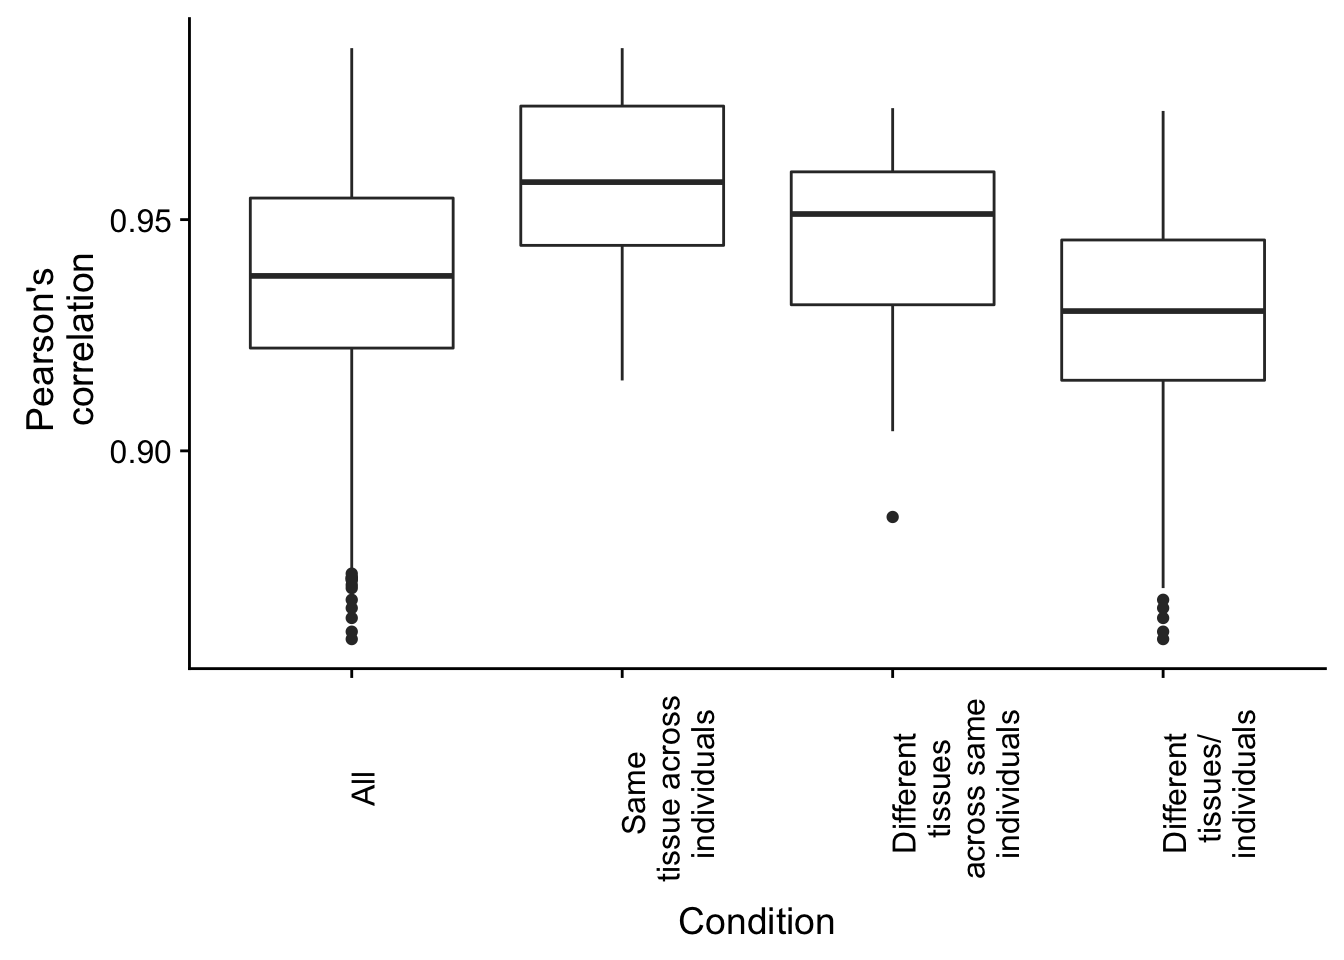 Pearson's
correlation
0.95
0.90
All
Same
tissue across
individuals
Different
tissues
across same
individuals
Different
tissues/
individuals
Condition